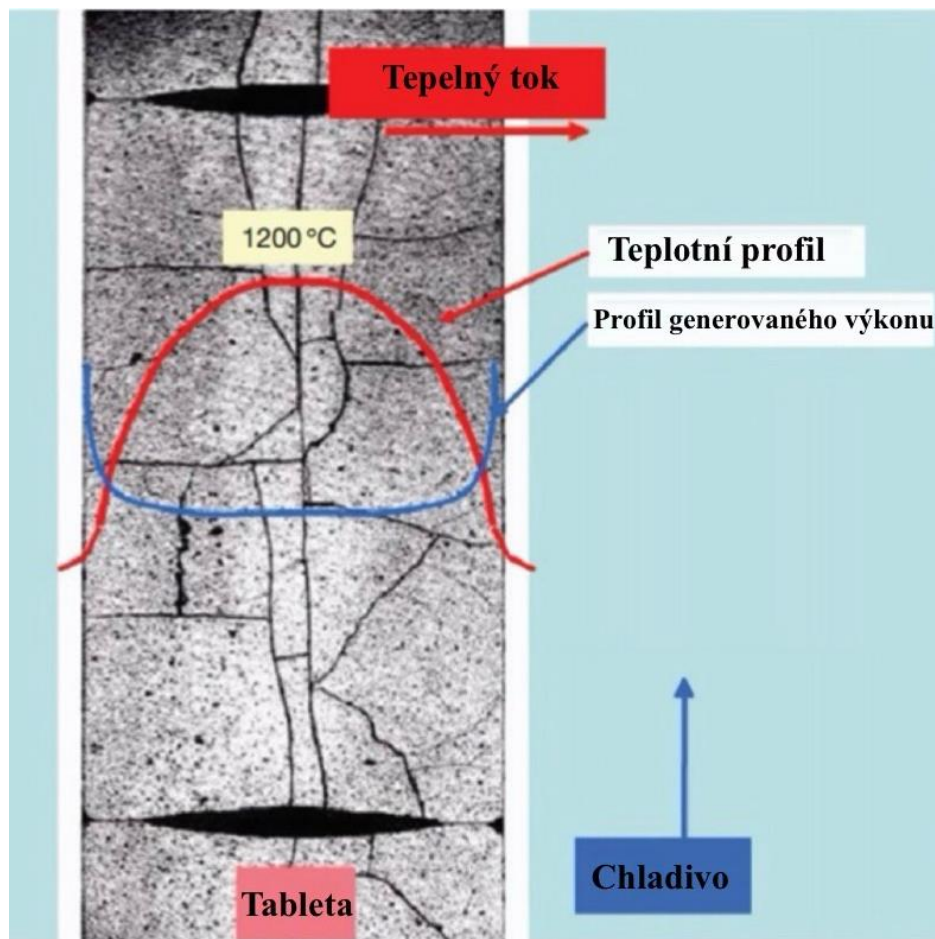 Tepelný tok
1200 °C
Teplotní profil
Profil generovaného výkonu
Chladivo
Tableta